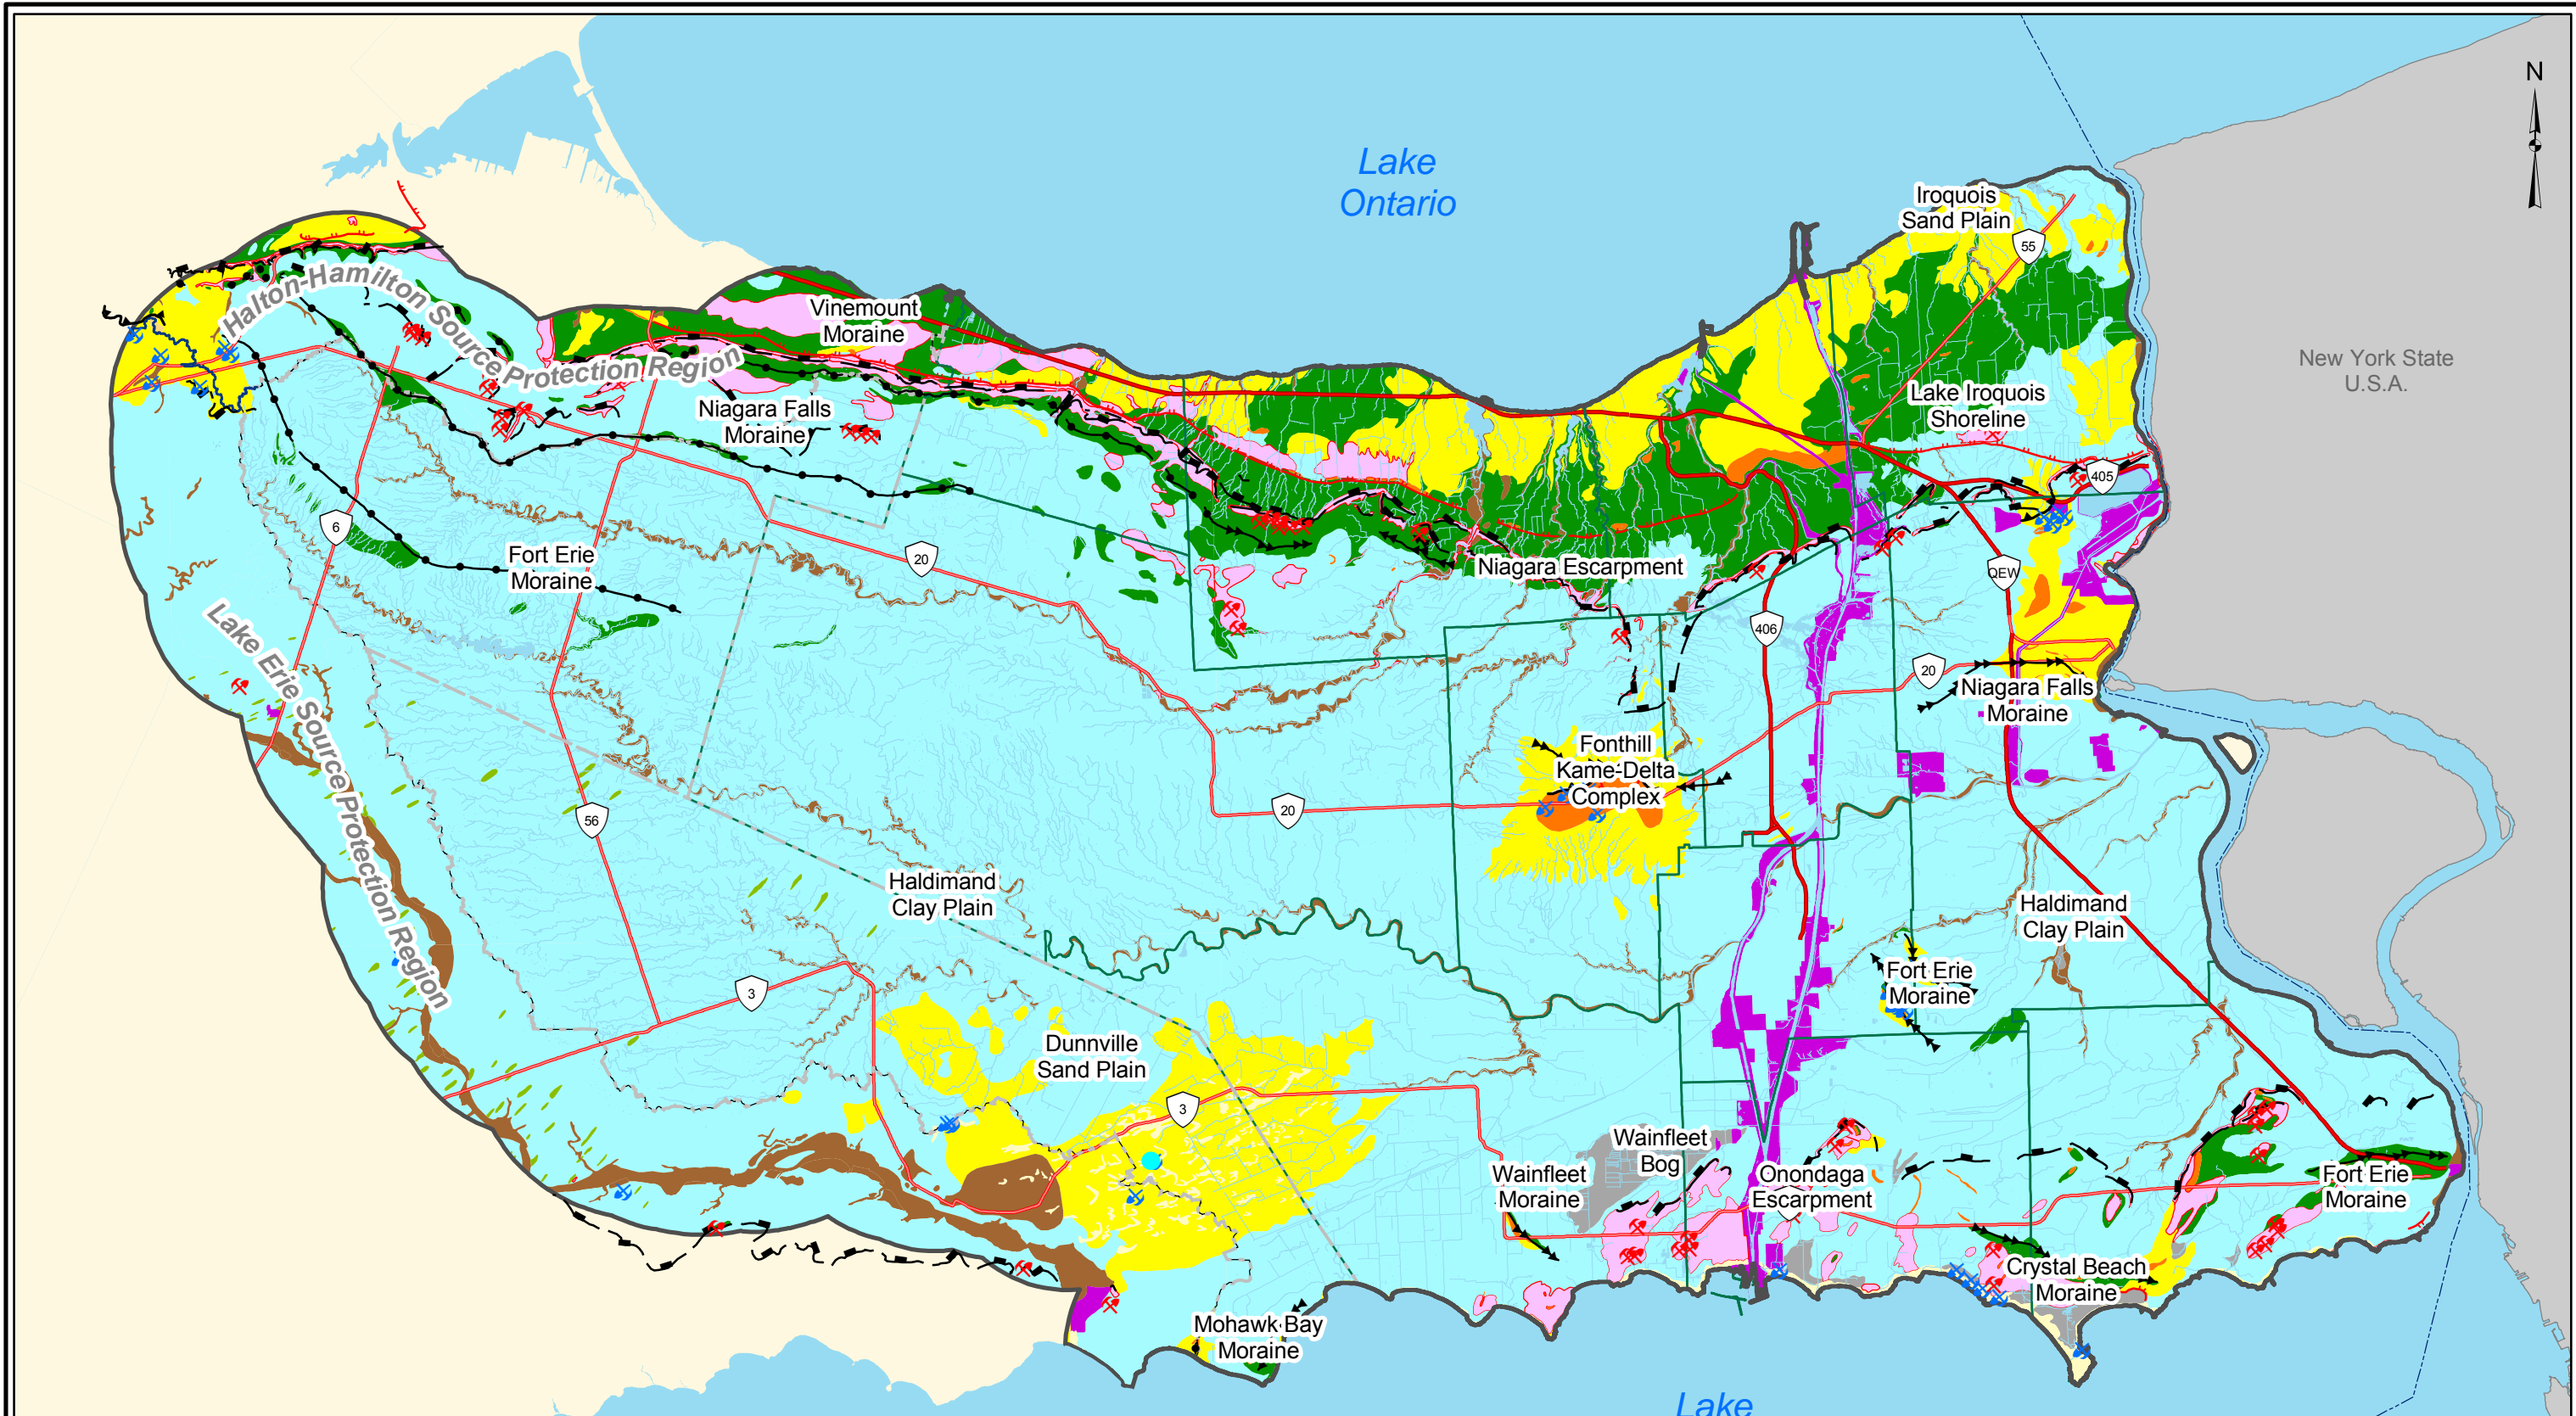 N
Lake
Ontario
Iroquois
Sand Plain
55
New York State
U.S.A.
Halton-Hamilton Source Protection Region
Vinemount
Moraine
Niagara Falls
Moraine
Lake Iroquois
Shoreline
405
6
Fort Erie
Moraine
20
Niagara Escarpment
QEW
406
Lake Erie Source Protection Region
20
Niagara Falls
Moraine
Fonthill
Kame-Delta
Complex
56
20
Haldimand
Clay Plain
Haldimand
Clay Plain
Fort Erie
Moraine
3
Dunnville
Sand Plain
3
Wainfleet
Bog
Wainfleet
Moraine
Onondaga
Escarpment
Fort Erie
Moraine
Crystal Beach
Moraine
Mohawk Bay
Moraine
Lake